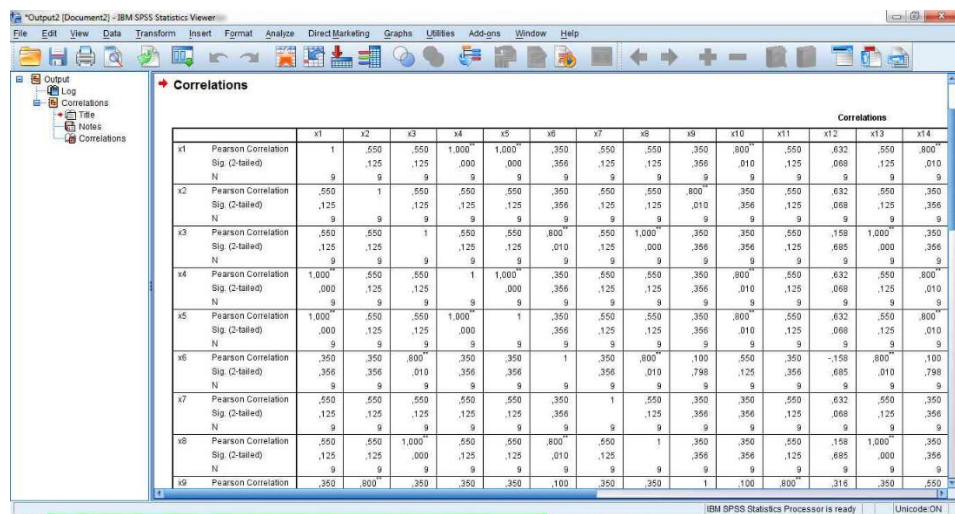 *Output2 [Document2] - IBM SPSS Statistics Viewer
File Edit View Data Transform Insert Format Analyze Direct Marketing Graphs Utilities Add-ons Window Help
Output
Log
Correlations
Title
Notes
Correlations
Correlations
Correlations
x1 x2 x3 x4 x5 x6 x7 x8 x9 x10 x11 x12 x13 x14
x1 Pearson Correlation 1 ,550 ,550 1,000** 1,000** ,350 ,550 ,550 ,350 ,800** ,550 ,632 ,550 ,800**
Sig. (2-tailed) ,125 ,125 ,000 ,000 ,356 ,125 ,125 ,356 ,010 ,125 ,068 ,125 ,010
N 9 9 9 9 9 9 9 9 9 9 9 9 9 9
x2 Pearson Correlation ,550 1 ,550 ,550 ,550 ,350 ,550 ,550 ,800** ,350 ,550 ,632 ,550 ,350
Sig. (2-tailed) ,125 ,125 ,125 ,125 ,356 ,125 ,125 ,010 ,356 ,125 ,068 ,125 ,356
N 9 9 9 9 9 9 9 9 9 9 9 9 9 9
x3 Pearson Correlation ,550 ,550 1 ,550 ,550 ,800** ,550 1,000** ,350 ,350 ,550 ,158 1,000** ,350
Sig. (2-tailed) ,125 ,125 ,125 ,125 ,010 ,125 ,000 ,356 ,356 ,125 ,685 ,000 ,356
N 9 9 9 9 9 9 9 9 9 9 9 9 9 9
x4 Pearson Correlation 1,000** ,550 ,550 1 1,000** ,350 ,550 ,550 ,350 ,800** ,550 ,632 ,550 ,800**
Sig. (2-tailed) ,000 ,125 ,125 ,000 ,356 ,125 ,125 ,356 ,010 ,125 ,068 ,125 ,010
N 9 9 9 9 9 9 9 9 9 9 9 9 9 9
x5 Pearson Correlation 1,000** ,550 ,550 1,000** 1 ,350 ,550 ,550 ,350 ,800** ,550 ,632 ,550 ,800**
Sig. (2-tailed) ,000 ,125 ,125 ,000 ,356 ,125 ,125 ,356 ,010 ,125 ,068 ,125 ,010
N 9 9 9 9 9 9 9 9 9 9 9 9 9 9
x6 Pearson Correlation ,350 ,350 ,800** ,350 ,350 1 ,350 ,800** ,100 ,550 ,350 -,158 ,800** ,100
Sig. (2-tailed) ,356 ,356 ,010 ,356 ,356 ,356 ,010 ,798 ,125 ,356 ,685 ,010 ,798
N 9 9 9 9 9 9 9 9 9 9 9 9 9 9
x7 Pearson Correlation ,550 ,550 ,550 ,550 ,550 ,350 1 ,550 ,350 ,350 ,550 ,632 ,550 ,350
Sig. (2-tailed) ,125 ,125 ,125 ,125 ,125 ,356 ,125 ,356 ,356 ,125 ,068 ,125 ,356
N 9 9 9 9 9 9 9 9 9 9 9 9 9 9
x8 Pearson Correlation ,550 ,550 1,000** ,550 ,550 ,800** ,550 1 ,350 ,350 ,550 ,158 1,000** ,350
Sig. (2-tailed) ,125 ,125 ,000 ,125 ,125 ,010 ,125 ,356 ,356 ,125 ,685 ,000 ,356
N 9 9 9 9 9 9 9 9 9 9 9 9 9 9
x9 Pearson Correlation ,350 ,800** ,350 ,350 ,350 ,100 ,350 ,350 1 ,100 ,800** ,316 ,350 ,550
IBM SPSS Statistics Processor is ready Unicode:ON